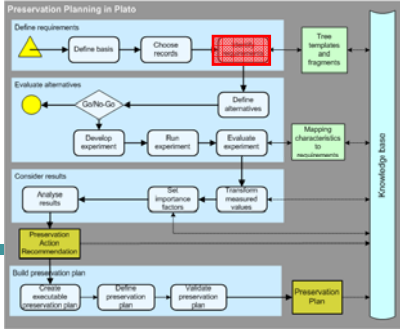 Preservation Planning in Plato
Define requirements
Define basis
Choose
records
Tree
templates
and
fragments
Evaluate alternatives
Go/No-Go
Define
alternatives
Develop
experiment
Run
experiment
Evaluate
experiment
Mapping
characteristics
to
requirements
Knowledge base
Consider results
Analyse
results
Set
importance
factors
Transform
measured
values
Preservation
Action
Recommendation
Build preservation plan
Create
executable
preservation plan
Define
preservation
plan
Validate
preservation
plan
Preservation
Plan